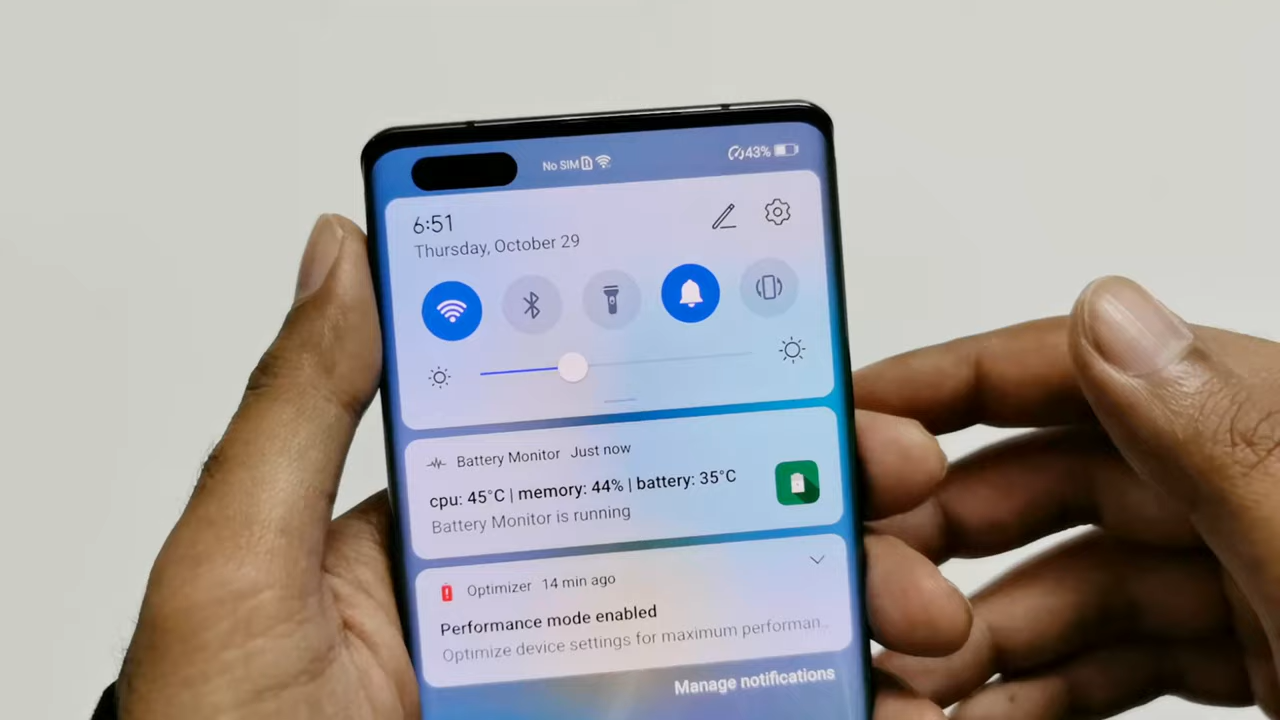 No SIM
43%
6:51
Thursday, October 29
Battery Monitor Just now
cpu: 45°C | memory: 44% | battery: 35°C
Battery Monitor is running
Optimizer 14 min ago
Performance mode enabled
Optimize device settings for maximum performan..
Manage notifications